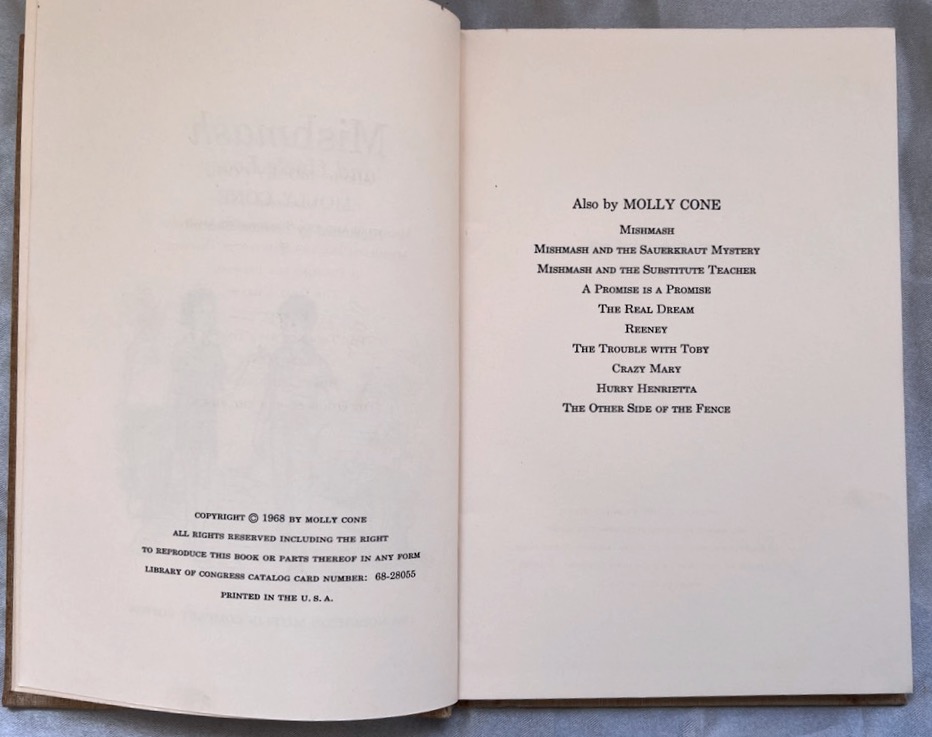 COPYRIGHT © 1968 BY MOLLY CONE
ALL RIGHTS RESERVED INCLUDING THE RIGHT
TO REPRODUCE THIS BOOK OR PARTS THEREOF IN ANY FORM
LIBRARY OF CONGRESS CATALOG CARD NUMBER: 68-28055
PRINTED IN THE U. S. A.
Also by MOLLY CONE
MISHMASH
MISHMASH AND THE SAUERKRAUT MYSTERY
MISHMASH AND THE SUBSTITUTE TEACHER
A PROMISE IS A PROMISE
THE REAL DREAM
REENEY
THE TROUBLE WITH TOBY
CRAZY MARY
HURRY HENRIETTA
THE OTHER SIDE OF THE FENCE